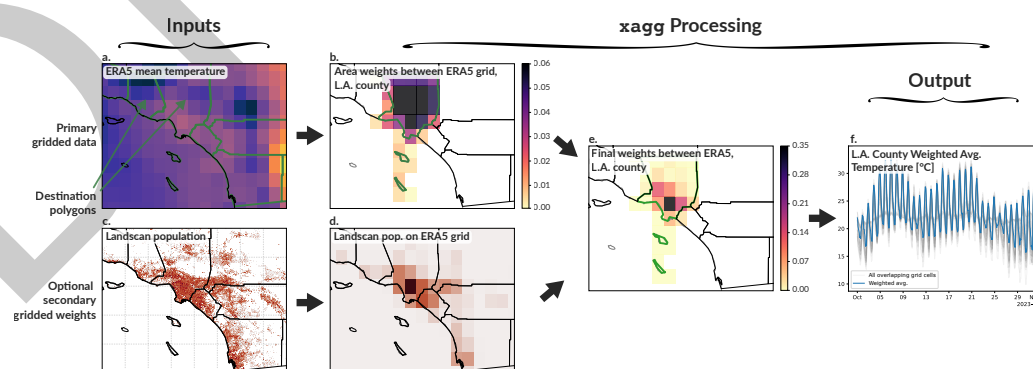 Inputs
xagg Processing
Output
a.
ERA5 mean temperature
Primary
gridded data
Destination
polygons
b.
Area weights between ERA5 grid,
L.A. county
0.06
0.05
0.04
0.03
0.02
0.01
0.00
c.
Landscan population
Optional
secondary
gridded weights
d.
Landscan pop. on ERA5 grid
e.
Final weights between ERA5,
L.A. county
0.35
0.28
0.21
0.14
0.07
0.00
f.
L.A. County Weighted Avg.
Temperature [°C]
30
25
20
15
10
All overlapping grid cells
Weighted avg.
Oct 05 09 13 17 21 25 29